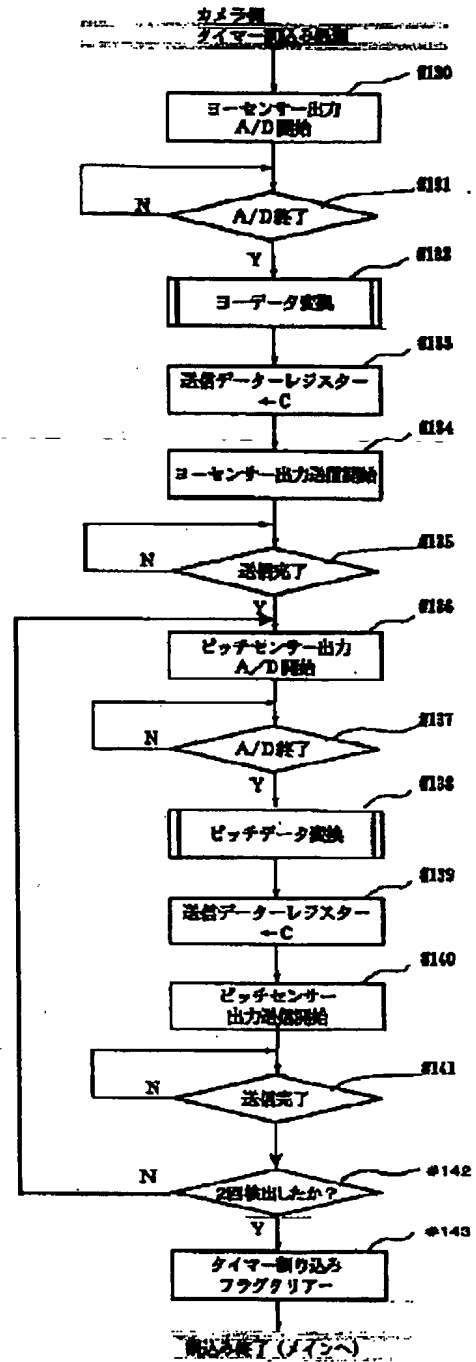 カメラ側
タイマー割込み処理
#130
ヨーセンサー出力
A/D開始
#131
N
A/D終了
Y
#132
ヨーデータ変換
#133
送信データーレジスター
←C
#134
ヨーセンサー出力送信開始
#135
N
送信完了
Y
#136
ピッチセンサー出力
A/D開始
#137
N
A/D終了
Y
#138
ピッチデータ変換
#139
送信データーレジスター
←C
#140
ピッチセンサー
出力送信開始
#141
N
送信完了
#142
N
2回検出したか?
Y
#143
タイマー割り込み
フラグクリアー
割込み終了(メインへ)